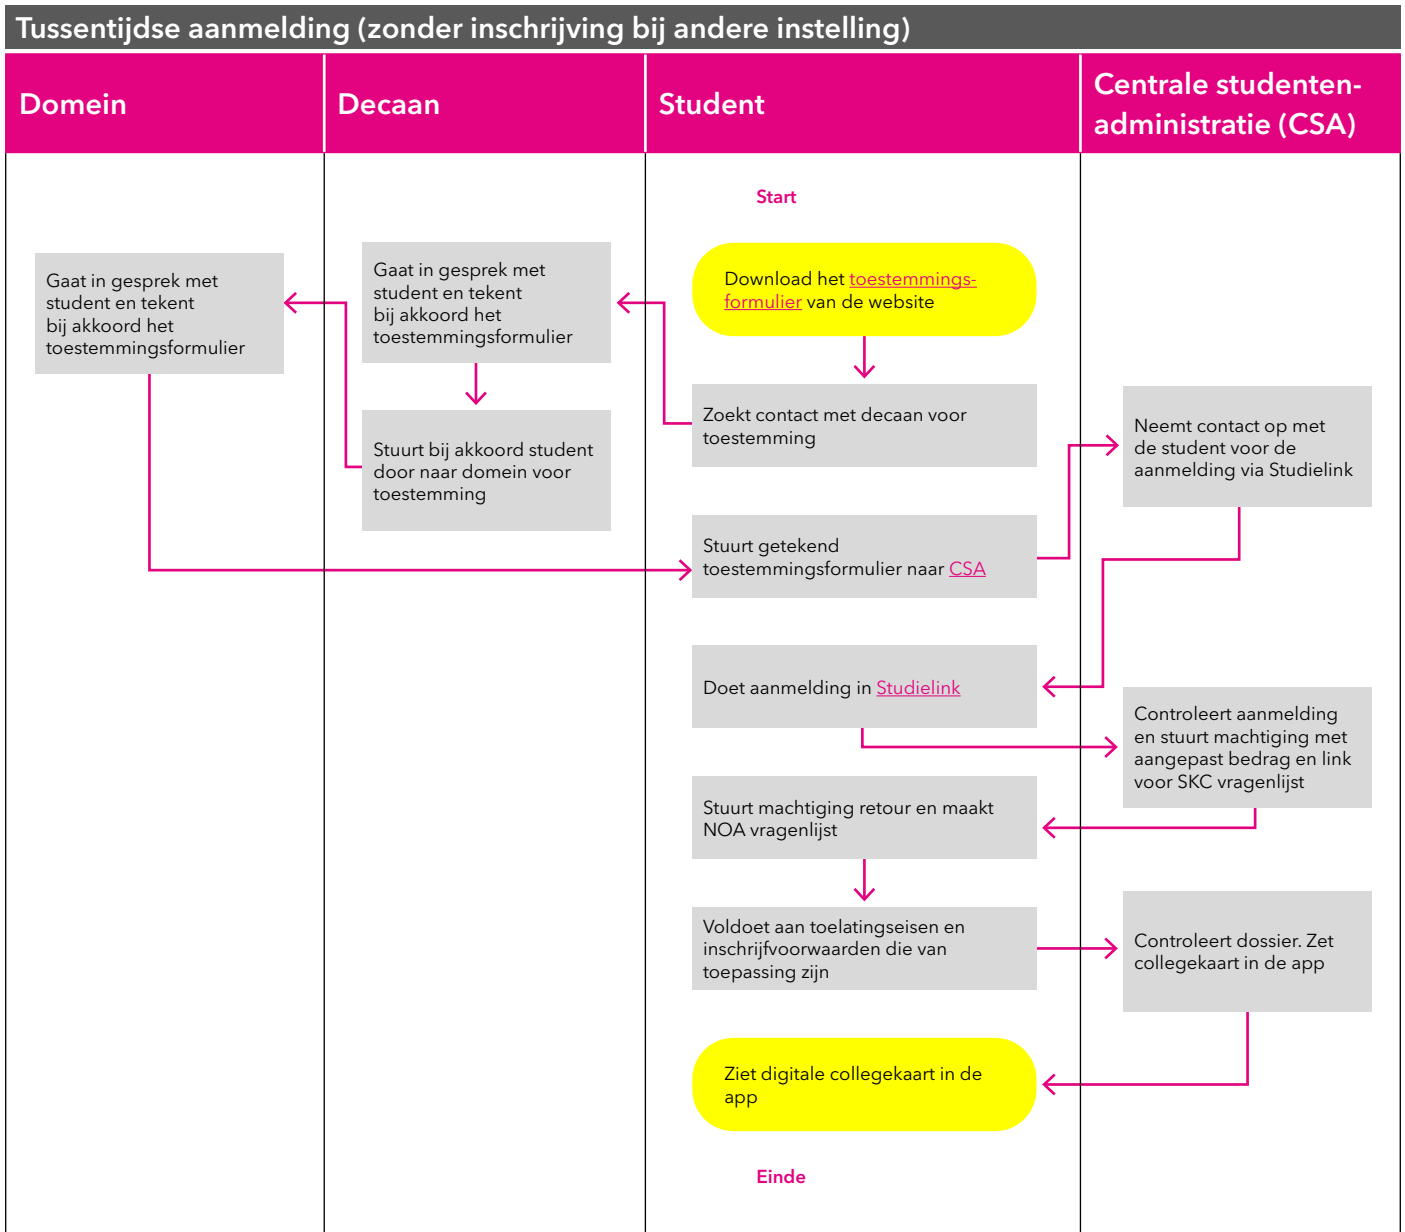 Tussentijdse aanmelding (zonder inschrijving bij andere instelling)
Domein
Decaan
Student
Centrale studenten-
administratie (CSA)
Start
Download het toestemmings-
formulier van de website
Zoekt contact met decaan voor
toestemming
Gaat in gesprek met
student en tekent
bij akkoord het
toestemmingsformulier
Stuurt bij akkoord student
door naar domein voor
toestemming
Gaat in gesprek met
student en tekent
bij akkoord het
toestemmingsformulier
Stuurt getekend
toestemmingsformulier naar CSA
Neemt contact op met
de student voor de
aanmelding via Studielink
Doet aanmelding in Studielink
Controleert aanmelding
en stuurt machtiging met
aangepast bedrag en link
voor SKC vragenlijst
Stuurt machtiging retour en maakt
NOA vragenlijst
Voldoet aan toelatingseisen en
inschrijfvoorwaarden die van
toepassing zijn
Controleert dossier. Zet
collegekaart in de app
Ziet digitale collegekaart in de
app
Einde